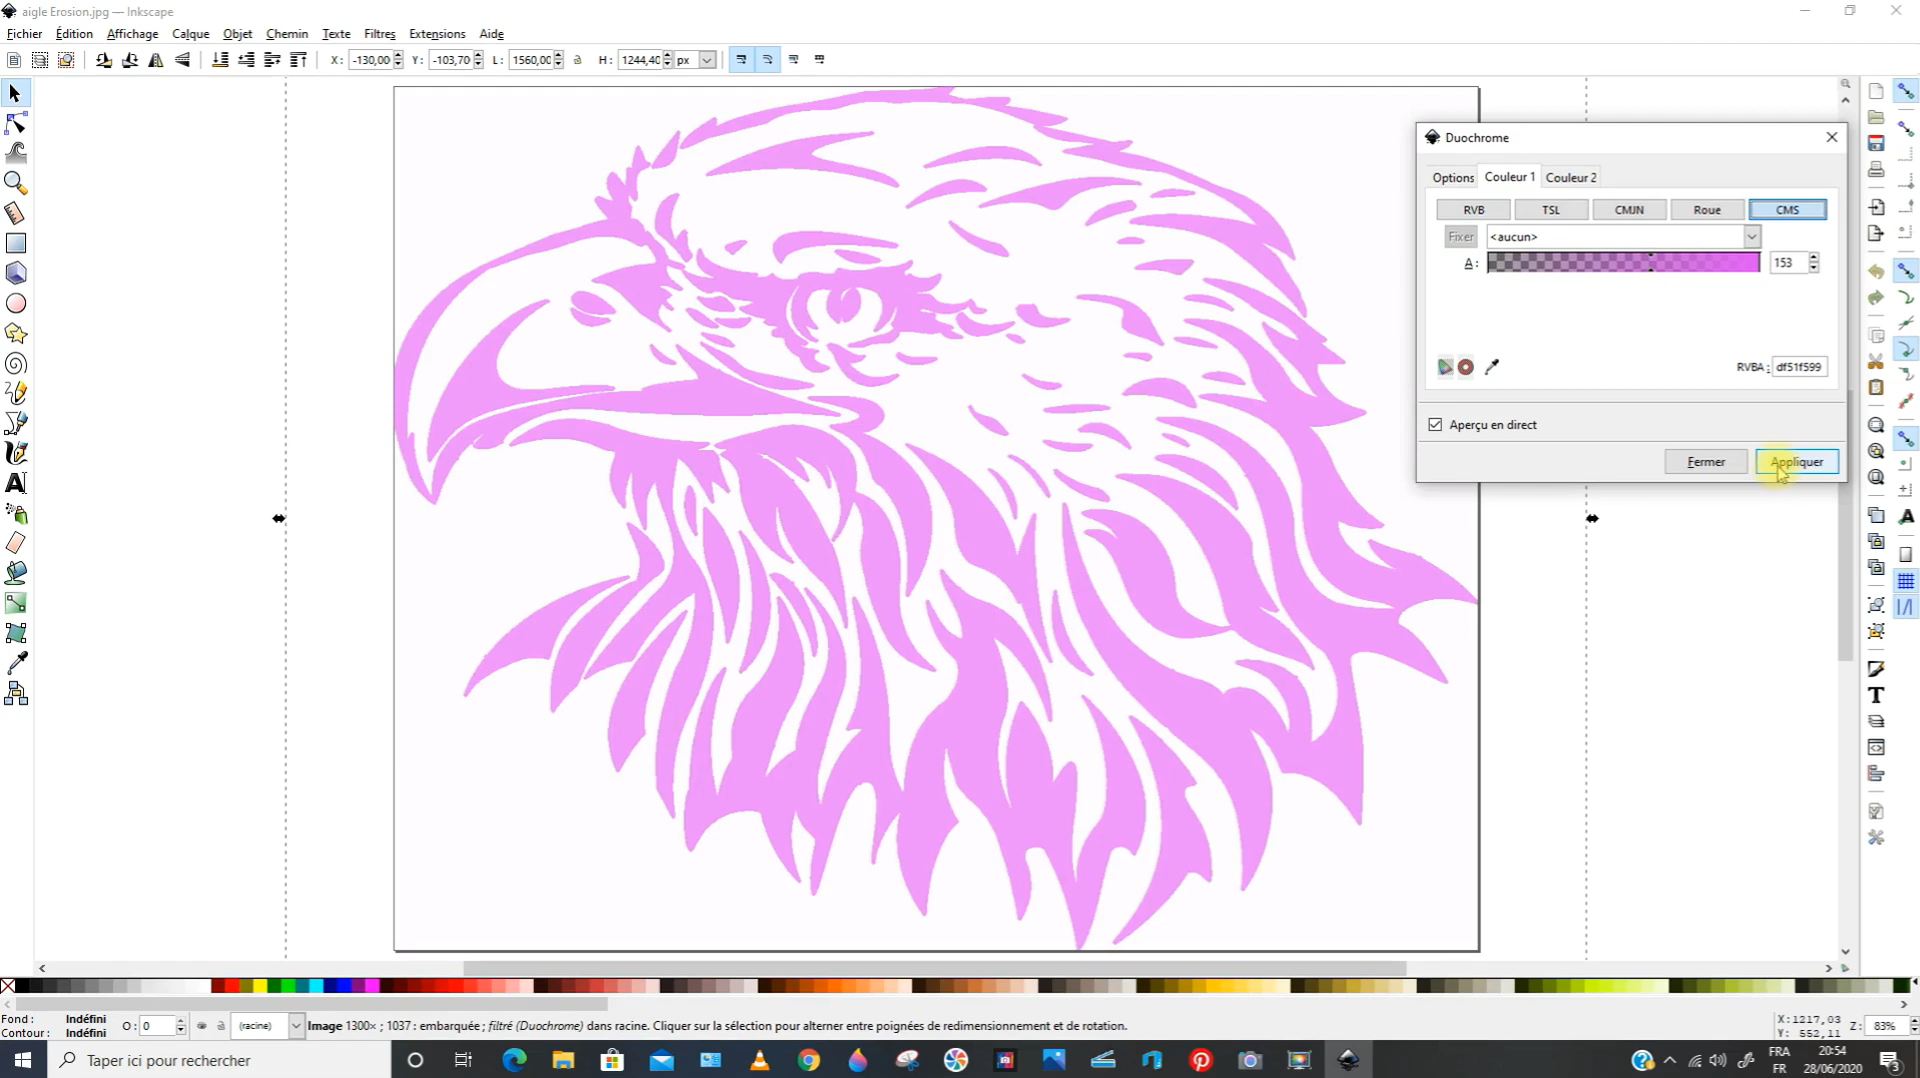 aigle Erosion.jpg — Inkscape
Fichier Édition Affichage Calque Objet Chemin Texte Filtres Extensions Aide
X: -130,00 Y: -103,70 L: 1560,00 H: 1244,40 px
Duochrome
Options Couleur 1 Couleur 2
RVB TSL CMJN Roue CMS
Fixer <aucun>
A: 153
RVBA : df51f599
Aperçu en direct
Fermer Appliquer
Fond : Indéfini
Contour : Indéfini
O: 0 (racine) Image 1300× ; 1037 : embarquée ; filtré (Duochrome) dans racine. Cliquer sur la sélection pour alterner entre poignées de redimensionnement et de rotation.
X:1217,03
Y: 552,11
Z: 83%
Taper ici pour rechercher
FRA
FR
20:54
28/06/2020
3